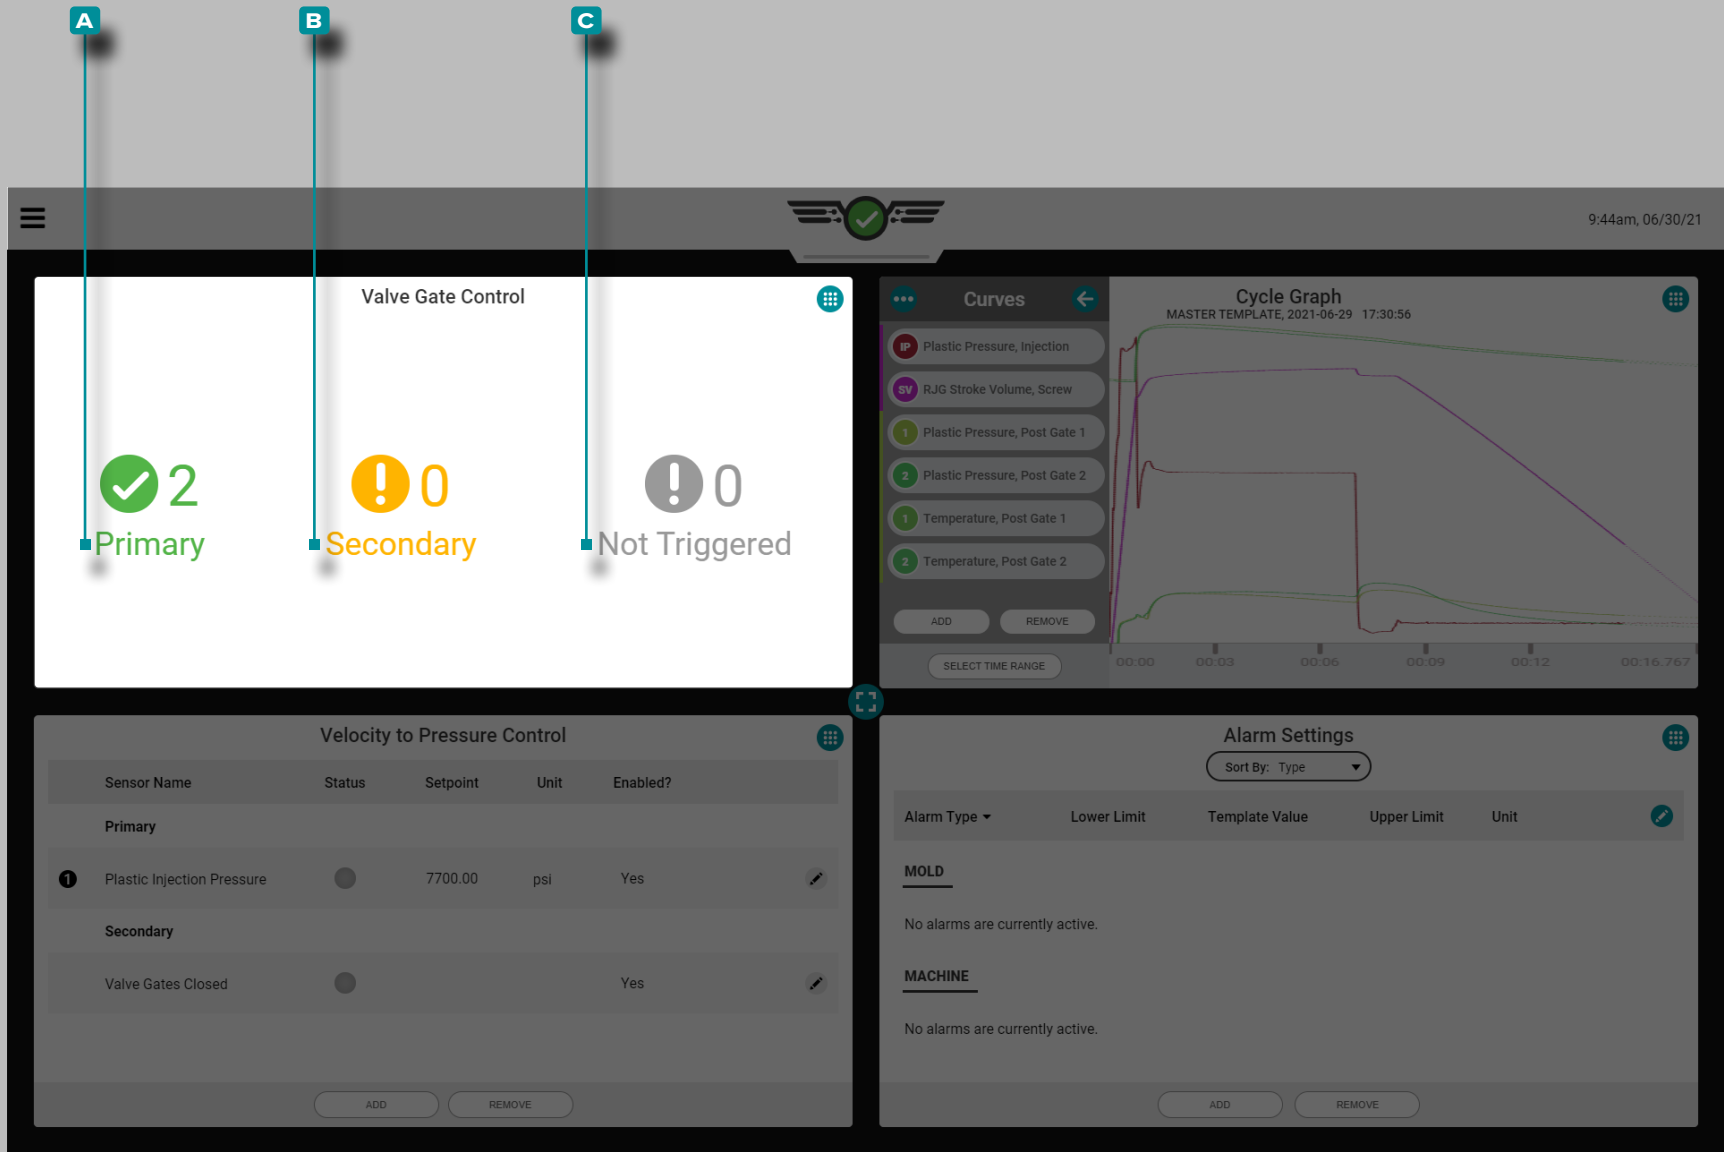 A
B
C
9:44am, 06/30/21
Valve Gate Control
2
Primary
0
Secondary
0
Not Triggered
Curves
IP Plastic Pressure, Injection
SV RJG Stroke Volume, Screw
1 Plastic Pressure, Post Gate 1
2 Plastic Pressure, Post Gate 2
1 Temperature, Post Gate 1
2 Temperature, Post Gate 2
ADD REMOVE
SELECT TIME RANGE
Cycle Graph
MASTER TEMPLATE, 2021-06-29 17:30:56
00:00 00:03 00:06 00:09 00:12 00:16.767
Velocity to Pressure Control
Sensor Name Status Setpoint Unit Enabled?
Primary
1 Plastic Injection Pressure 7700.00 psi Yes
Secondary
Valve Gates Closed Yes
ADD REMOVE
Alarm Settings
Sort By: Type
Alarm Type Lower Limit Template Value Upper Limit Unit
MOLD
No alarms are currently active.
MACHINE
No alarms are currently active.
ADD REMOVE